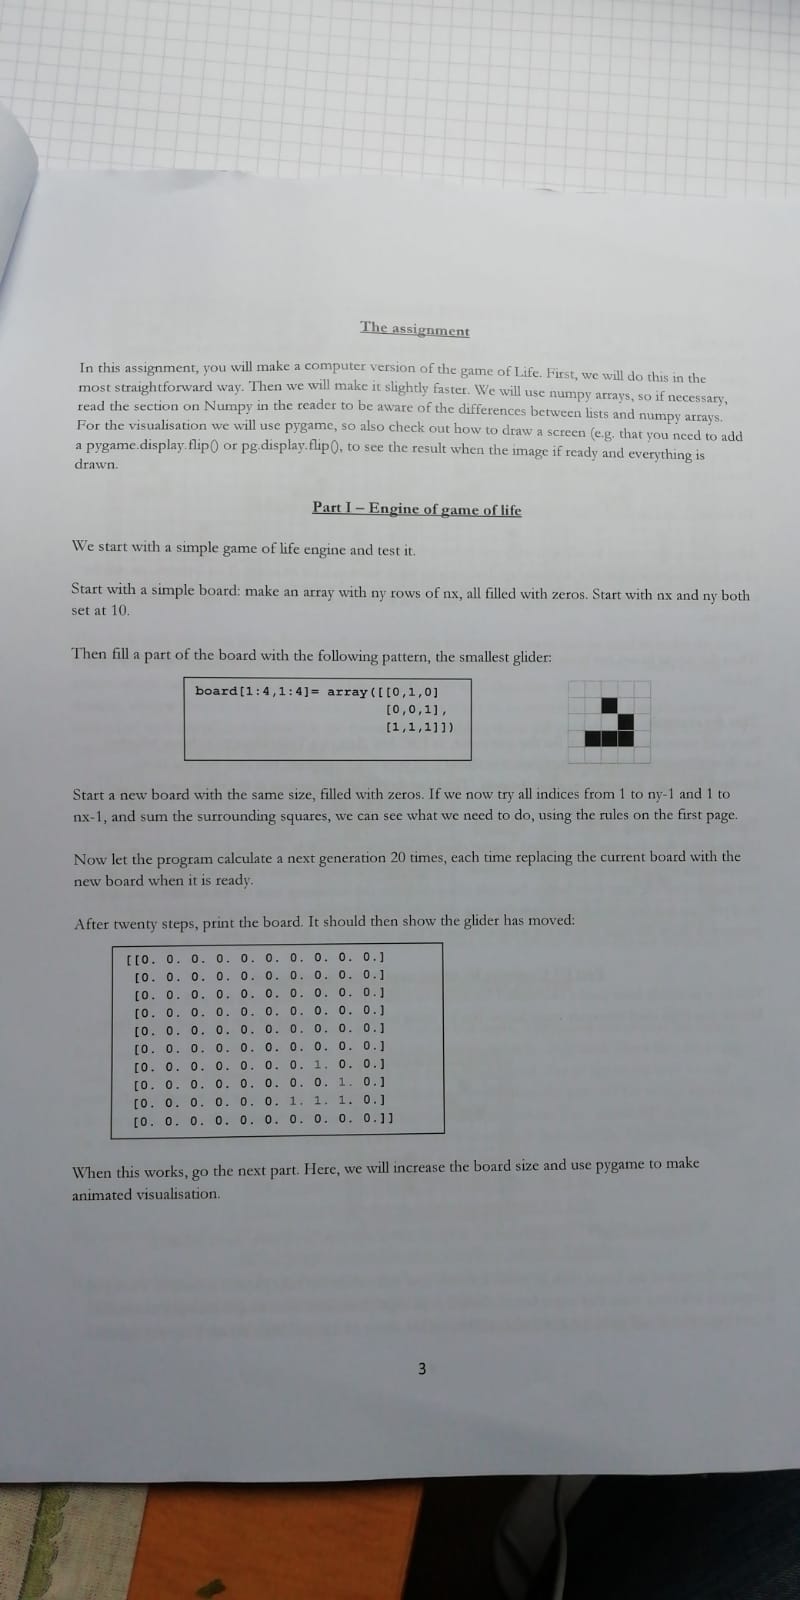 The assignment
In this assignment, you will make a computer version of the game of Life. First, we will do this in the
most straightforward way. Then we will make it slightly faster. We will use numpy arrays, so if necessary,
read the section on Numpy in the reader to be aware of the differences between lists and numpy arrays.
For the visualisation we will use pygame, so also check out how to draw a screen (e.g. that you need to add
a pygame.display.flip() or pg.display.flip(), to see the result when the image if ready and everything is
drawn.
Part I – Engine of game of life
We start with a simple game of life engine and test it.
Start with a simple board: make an array with ny rows of nx, all filled with zeros. Start with nx and ny both
set at 10.
Then fill a part of the board with the following pattern, the smallest glider:
board[1:4,1:4]= array([[0,1,0]
[0,0,1],
[1,1,1]])
Start a new board with the same size, filled with zeros. If we now try all indices from 1 to ny-1 and 1 to
nx-1, and sum the surrounding squares, we can see what we need to do, using the rules on the first page.
Now let the program calculate a next generation 20 times, each time replacing the current board with the
new board when it is ready.
After twenty steps, print the board. It should then show the glider has moved:
[[0. 0. 0. 0. 0. 0. 0. 0. 0. 0.]
[0. 0. 0. 0. 0. 0. 0. 0. 0. 0.]
[0. 0. 0. 0. 0. 0. 0. 0. 0. 0.]
[0. 0. 0. 0. 0. 0. 0. 0. 0. 0.]
[0. 0. 0. 0. 0. 0. 0. 0. 0. 0.]
[0. 0. 0. 0. 0. 0. 0. 0. 0. 0.]
[0. 0. 0. 0. 0. 0. 0. 1. 0. 0.]
[0. 0. 0. 0. 0. 0. 0. 0. 1. 0.]
[0. 0. 0. 0. 0. 0. 1. 1. 1. 0.]
[0. 0. 0. 0. 0. 0. 0. 0. 0. 0.]]
When this works, go the next part. Here, we will increase the board size and use pygame to make
animated visualisation.
3